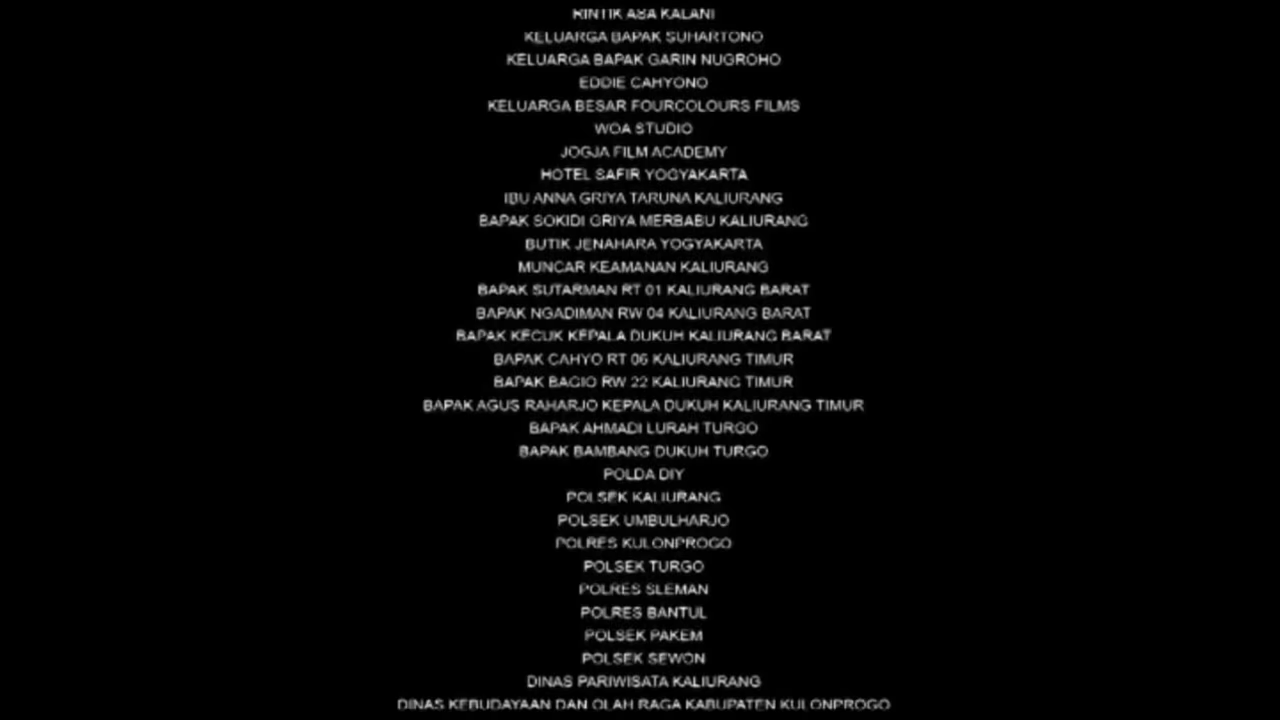 RINTIK ASA KALANI
KELUARGA BAPAK SUHARTONO
KELUARGA BAPAK GARIN NUGROHO
EDDIE CAHYONO
KELUARGA BESAR FOURCOLOURS FILMS
WOA STUDIO
JOGJA FILM ACADEMY
HOTEL SAFIR YOGYAKARTA
IBU ANNA GRIYA TARUNA KALIURANG
BAPAK SOKIDI GRIYA MERBABU KALIURANG
BUTIK JENAHARA YOGYAKARTA
MUNCAR KEAMANAN KALIURANG
BAPAK SUTARMAN RT 01 KALIURANG BARAT
BAPAK NGADIMAN RW 04 KALIURANG BARAT
BAPAK KECUK KEPALA DUKUH KALIURANG BARAT
BAPAK CAHYO RT 06 KALIURANG TIMUR
BAPAK BAGIO RW 22 KALIURANG TIMUR
BAPAK AGUS RAHARJO KEPALA DUKUH KALIURANG TIMUR
BAPAK AHMADI LURAH TURGO
BAPAK BAMBANG DUKUH TURGO
POLDA DIY
POLSEK KALIURANG
POLSEK UMBULHARJO
POLRES KULONPROGO
POLSEK TURGO
POLRES SLEMAN
POLRES BANTUL
POLSEK PAKEM
POLSEK SEWON
DINAS PARIWISATA KALIURANG
DINAS KEBUDAYAAN DAN OLAH RAGA KABUPATEN KULONPROGO